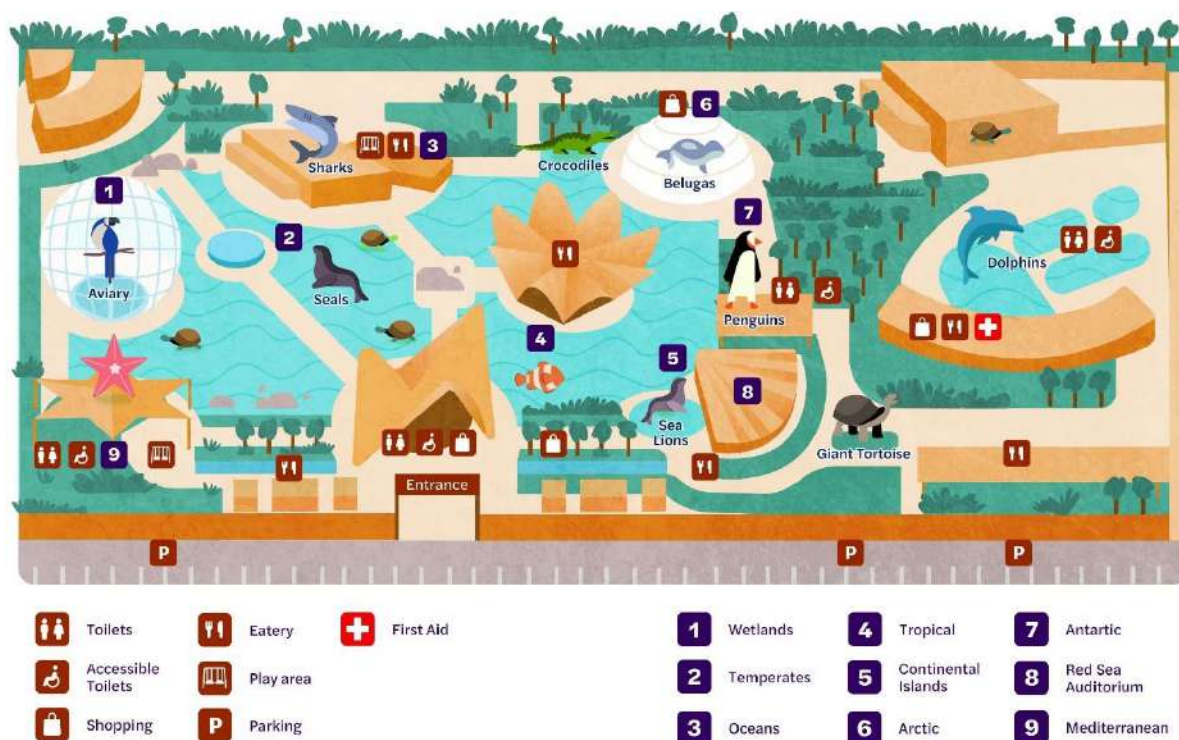 6
3
Sharks
Crocodiles
Belugas
1
7
2
Aviary
Seals
Dolphins
Penguins
4
5
8
Sea
Lions
9
Giant Tortoise
Entrance
P
P
P
Toilets
Eatery
First Aid
1 Wetlands
4 Tropical
7 Antartic
Accessible
Toilets
Play area
2 Temperates
5 Continental
Islands
8 Red Sea
Auditorium
Shopping
P Parking
3 Oceans
6 Arctic
9 Mediterranean